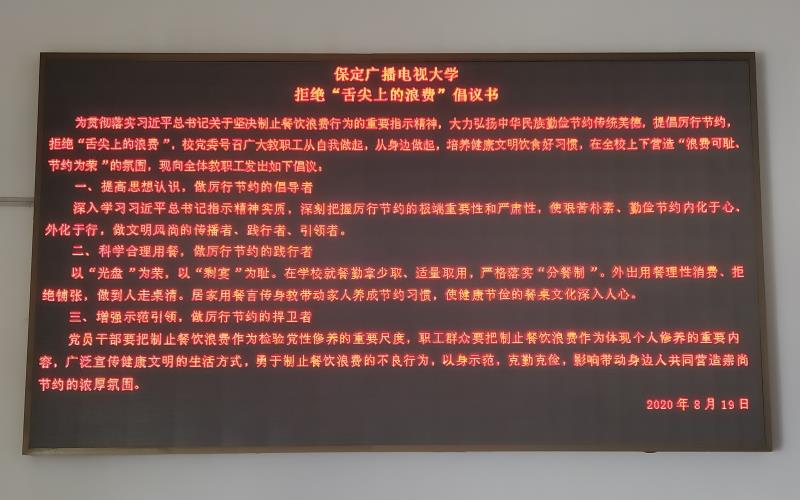 保定广播电视大学
拒绝“舌尖上的浪费”倡议书
为贯彻落实习近平总书记关于坚决制止餐饮浪费行为的重要指示精神，大力弘扬中华民族勤俭节约传统美德，提倡厉行节约，
拒绝“舌尖上的浪费”，校党委号召广大教职工从自我做起，从身边做起，培养健康文明饮食好习惯，在全校上下营造“浪费可耻、
节约为荣”的氛围，现向全体教职工发出如下倡议：
一、提高思想认识，做厉行节约的倡导者
深入学习习近平总书记指示精神实质，深刻把握厉行节约的极端重要性和严肃性，使艰苦朴素、勤俭节约内化于心、
外化于行，做文明风尚的传播者、践行者、引领者。
二、科学合理用餐，做厉行节约的践行者
以“光盘”为荣，以“剩宴”为耻。在学校就餐勤拿少取、适量取用，严格落实“分餐制”。外出用餐理性消费、拒
绝铺张，做到人走桌清。居家用餐言传身教带动家人养成节约习惯，使健康节俭的餐桌文化深入人心。
三、增强示范引领，做厉行节约的捍卫者
党员干部要把制止餐饮浪费作为检验党性修养的重要尺度，职工群众要把制止餐饮浪费作为体现个人修养的重要内
容，广泛宣传健康文明的生活方式，勇于制止餐饮浪费的不良行为，以身示范，克勤克俭，影响带动身边人共同营造崇尚
节约的浓厚氛围。
2020年8月19日